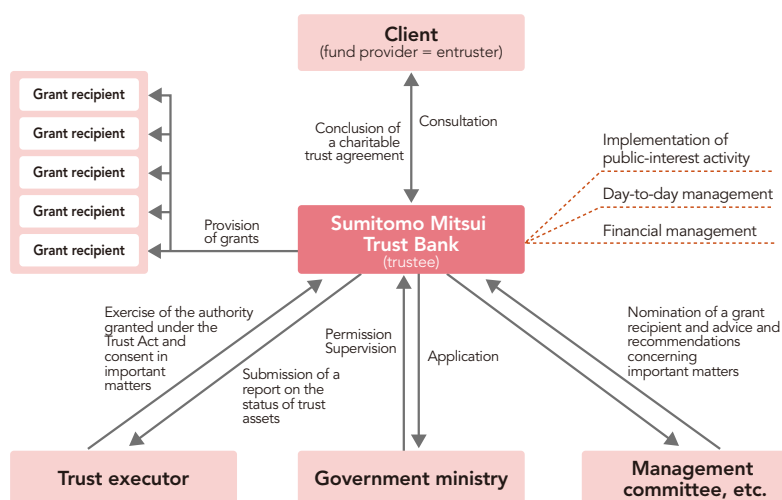 Client
(fund provider = entruster)
Grant recipient
Grant recipient
Grant recipient
Grant recipient
Grant recipient
Conclusion of
a charitable
trust agreement
Consultation
Implementation of
public-interest activity
Day-to-day management
Financial management
Provision
of grants
Sumitomo Mitsui
Trust Bank
(trustee)
Exercise of the authority
granted under the
Trust Act and
consent in
important
matters
Submission of a
report on the
status of trust
assets
Permission
Supervision
Application
Nomination of a grant
recipient and advice and
recommendations
concerning
important matters
Trust executor
Government ministry
Management
committee, etc.